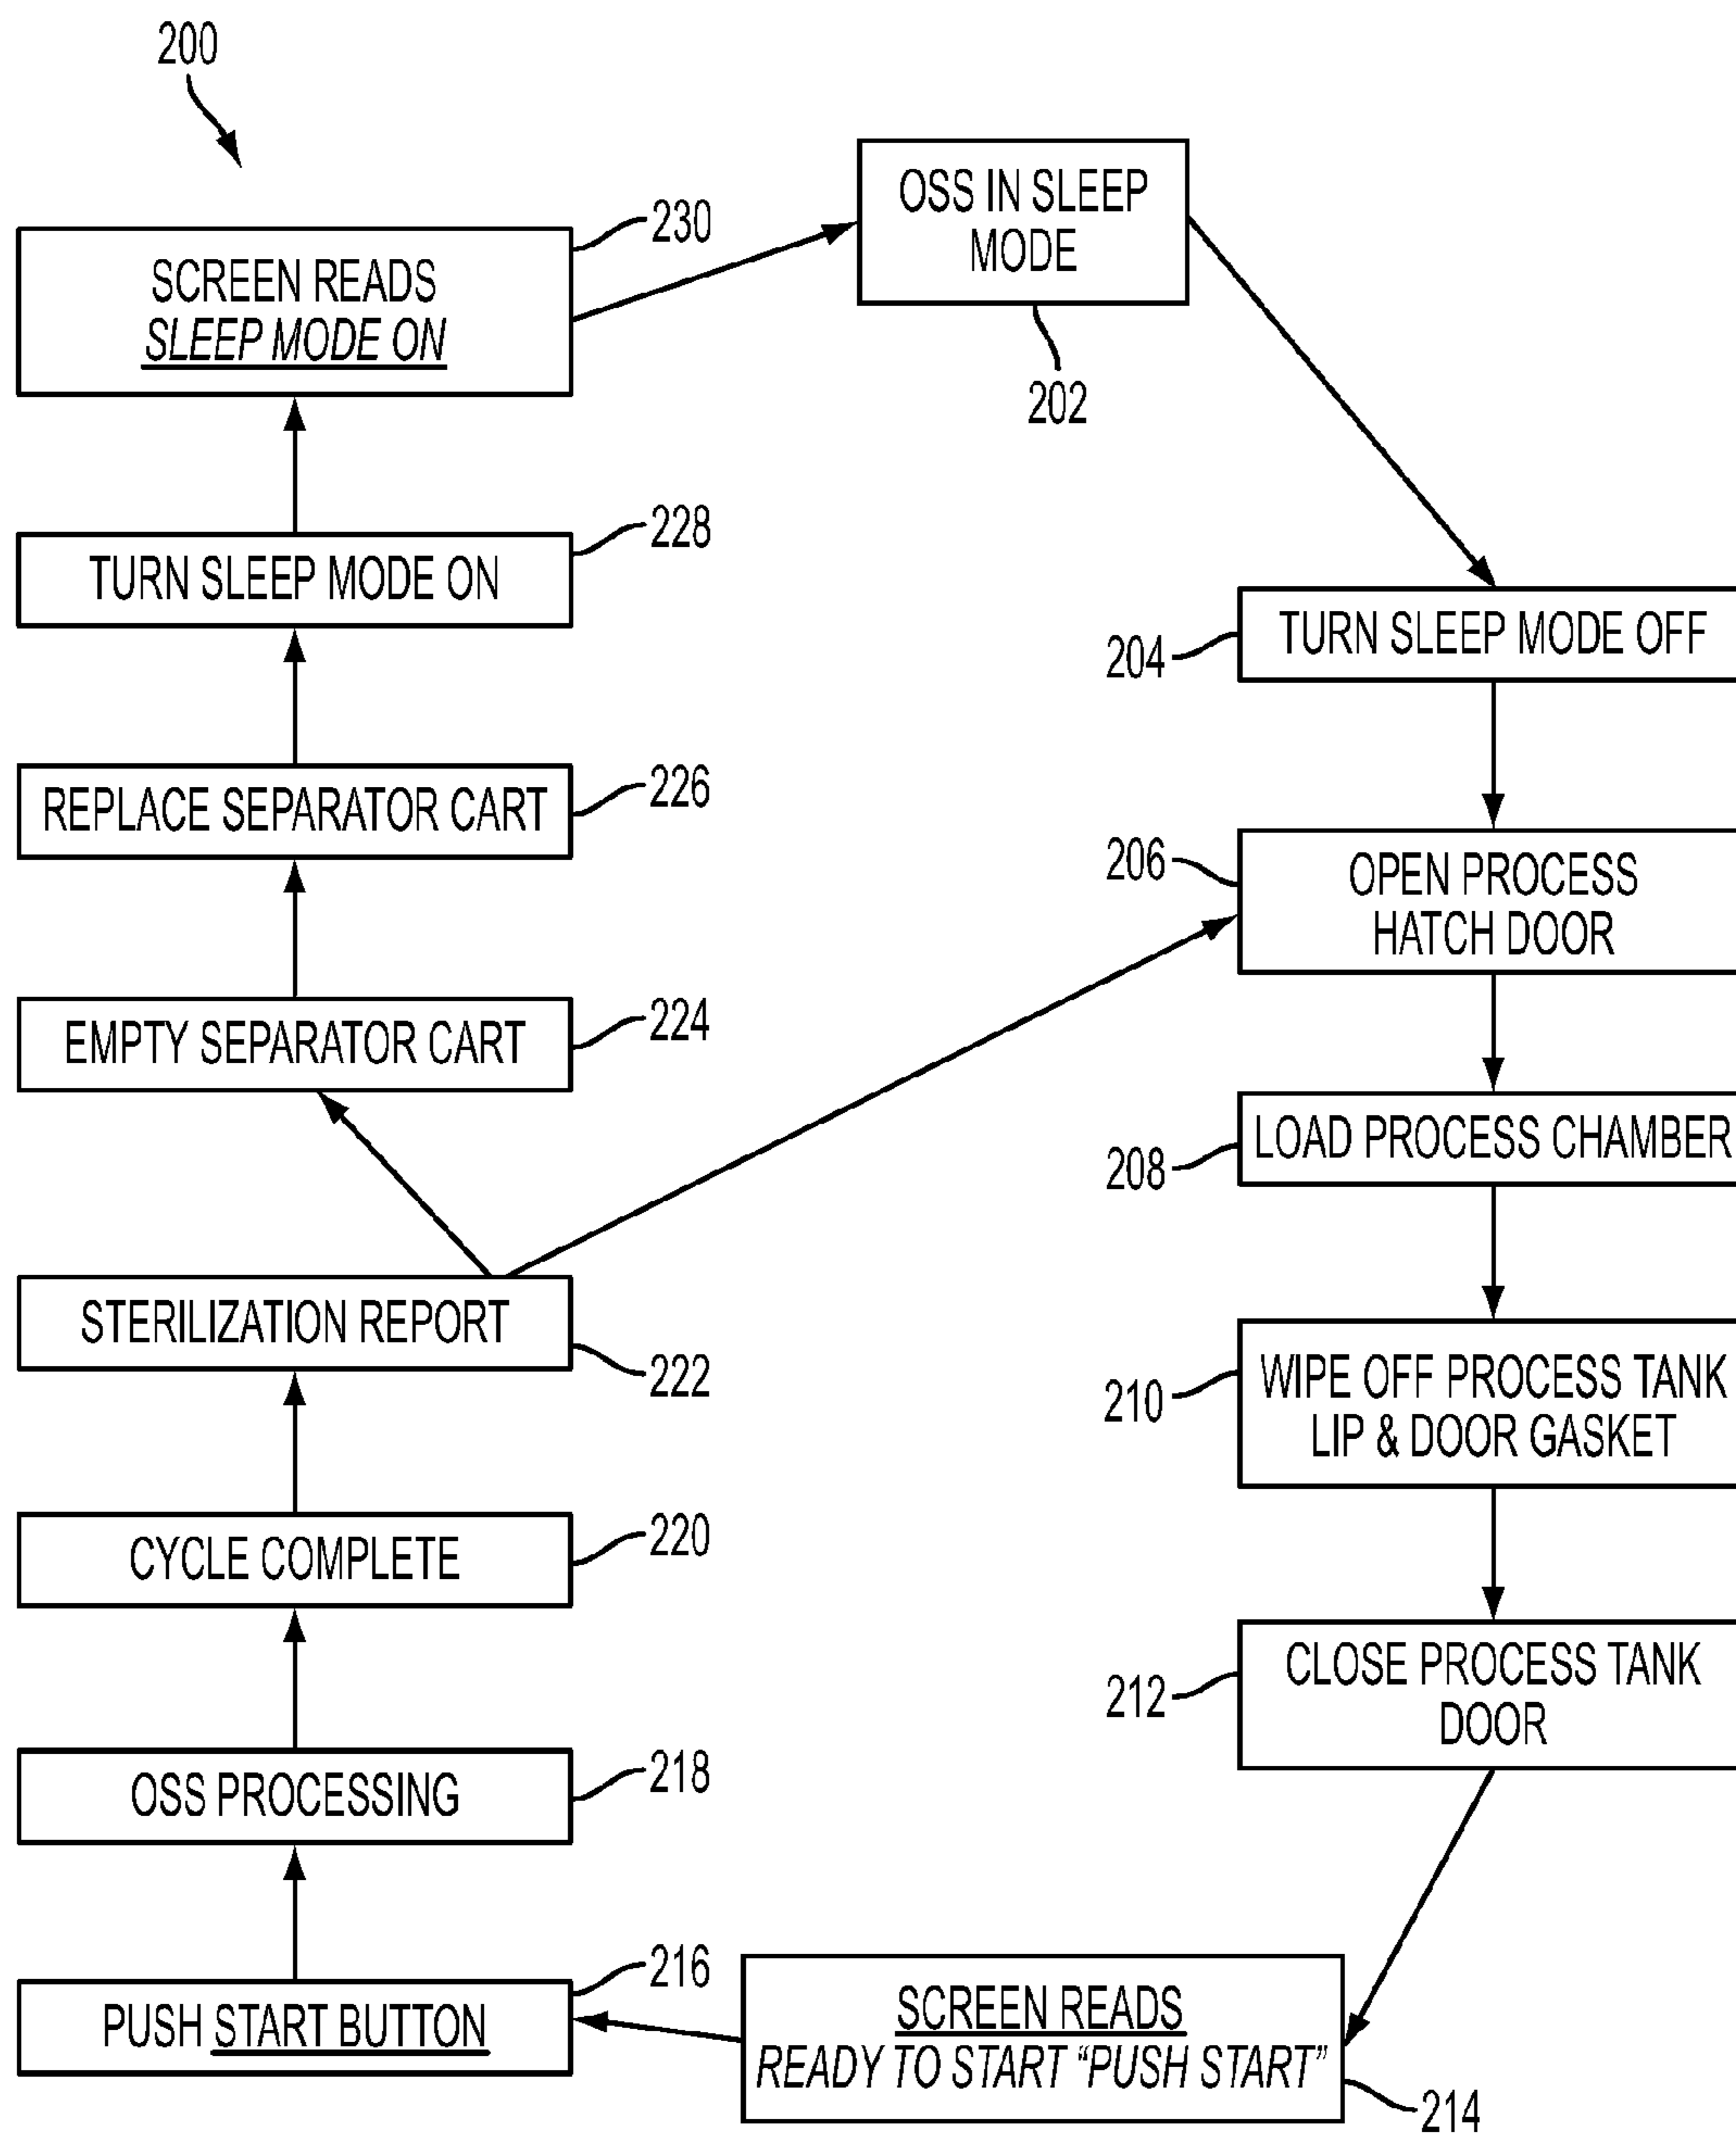 200
230
SCREEN READS
SLEEP MODE ON
OSS IN SLEEP
MODE
202
228
TURN SLEEP MODE ON
204
TURN SLEEP MODE OFF
226
REPLACE SEPARATOR CART
206
OPEN PROCESS
HATCH DOOR
224
EMPTY SEPARATOR CART
208
LOAD PROCESS CHAMBER
STERILIZATION REPORT
222
210
WIPE OFF PROCESS TANK
LIP & DOOR GASKET
220
CYCLE COMPLETE
212
CLOSE PROCESS TANK
DOOR
218
OSS PROCESSING
216
PUSH START BUTTON
SCREEN READS
READY TO START “PUSH START”
214